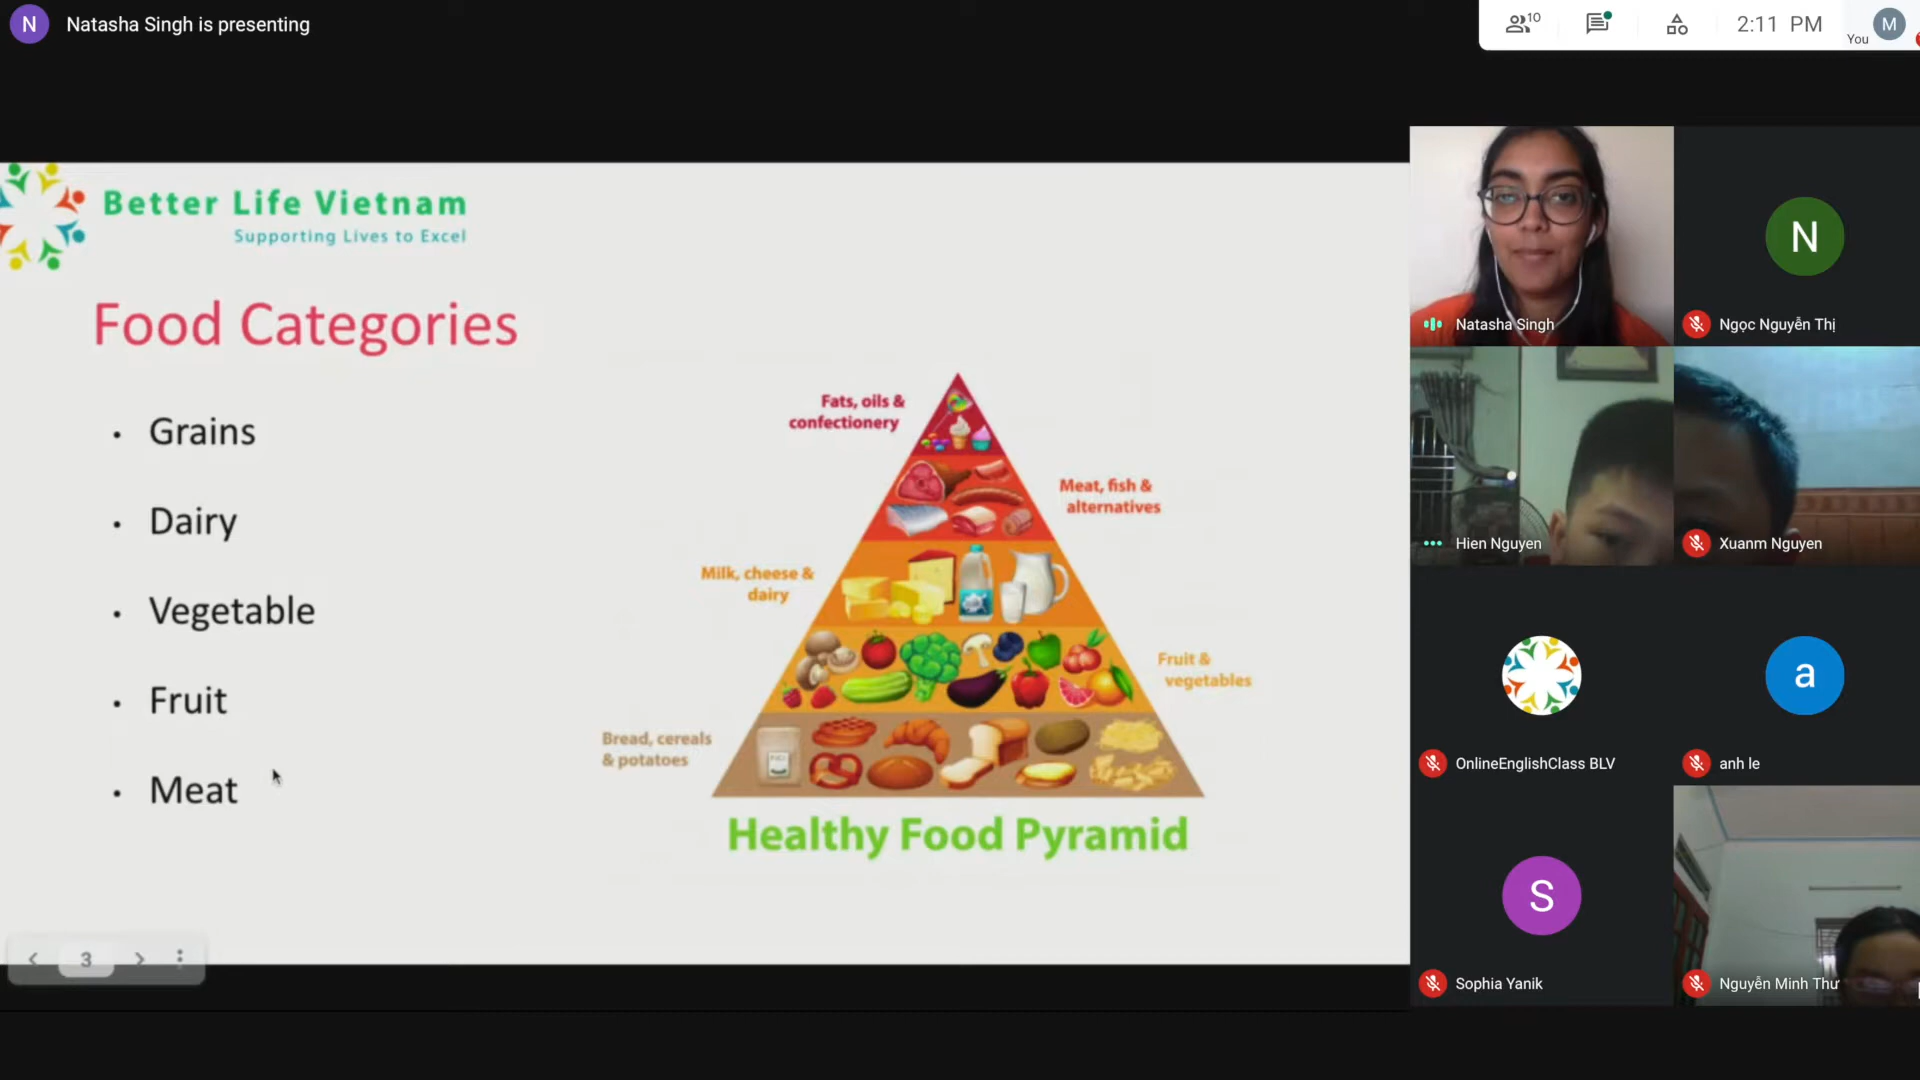 N
Natasha Singh is presenting
10
2:11 PM
You
M
Better Life Vietnam
Supporting Lives to Excel
Food Categories
• Grains
• Dairy
• Vegetable
• Fruit
• Meat
Fats, oils &
confectionery
Meat, fish &
alternatives
Milk, cheese &
dairy
Fruit &
vegetables
Bread, cereals
& potatoes
Healthy Food Pyramid
3
Natasha Singh
N
Ngọc Nguyễn Thị
Hien Nguyen
Xuanm Nguyen
OnlineEnglishClass BLV
a
anh le
S
Sophia Yanik
Nguyễn Minh Thư